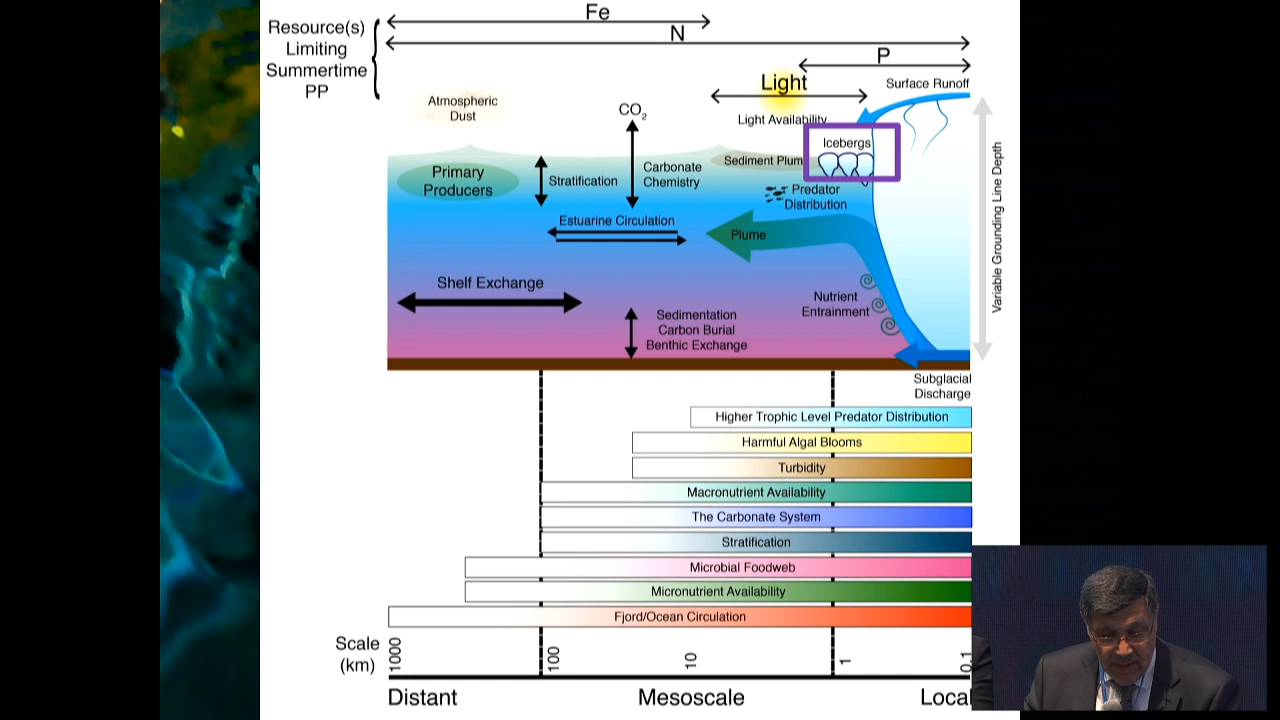 Fe
Resource(s)
Limiting
Summertime
PP
N
P
Light
Surface Runoff
Atmospheric
Dust
CO2
Light Availability
Icebergs
Sediment Plum
Primary
Producers
Stratification
Carbonate
Chemistry
Predator
Distribution
Estuarine Circulation
Plume
Variable Grounding Line Depth
Shelf Exchange
Nutrient
Entrainment
Sedimentation
Carbon Burial
Benthic Exchange
Subglacial
Discharge
Higher Trophic Level Predator Distribution
Harmful Algal Blooms
Turbidity
Macronutrient Availability
The Carbonate System
Stratification
Microbial Foodweb
Micronutrient Availability
Fjord/Ocean Circulation
Scale
(km)
1000
100
10
1
0.1
Distant
Mesoscale
Local